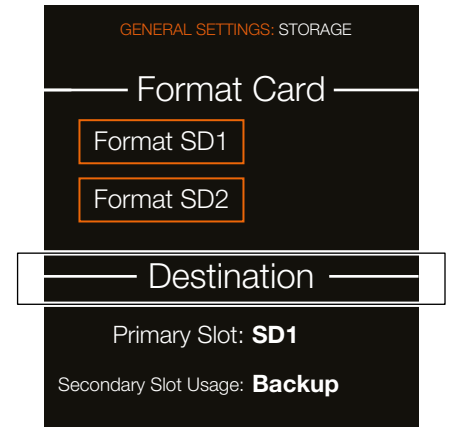 GENERAL SETTINGS: STORAGE
Format Card
Format SD1
Format SD2
Destination
Primary Slot: SD1
Secondary Slot Usage: Backup